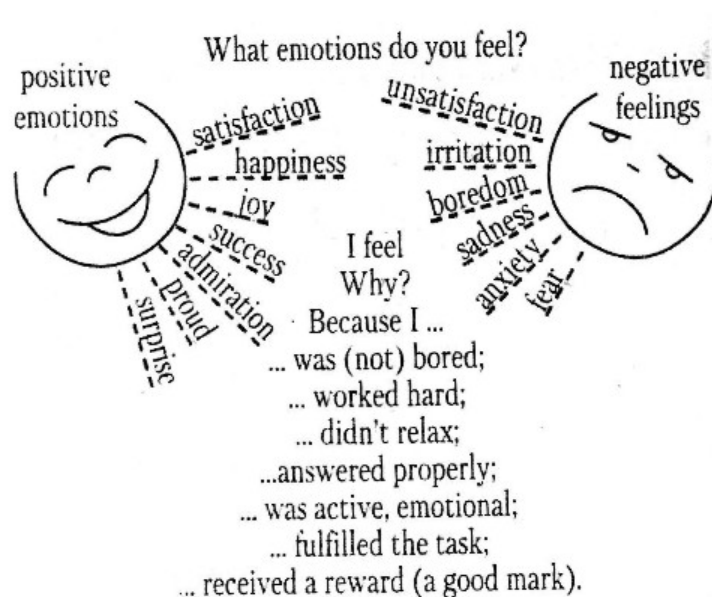 What emotions do you feel?
positive
emotions
satisfaction
happiness
joy
success
admiration
proud
surprise
negative
feelings
unsatisfaction
irritation
boredom
sadness
anxiety
fear
I feel
Why?
Because I ...
... was (not) bored;
... worked hard;
... didn't relax;
...answered properly;
... was active, emotional;
... fulfilled the task;
... received a reward (a good mark).